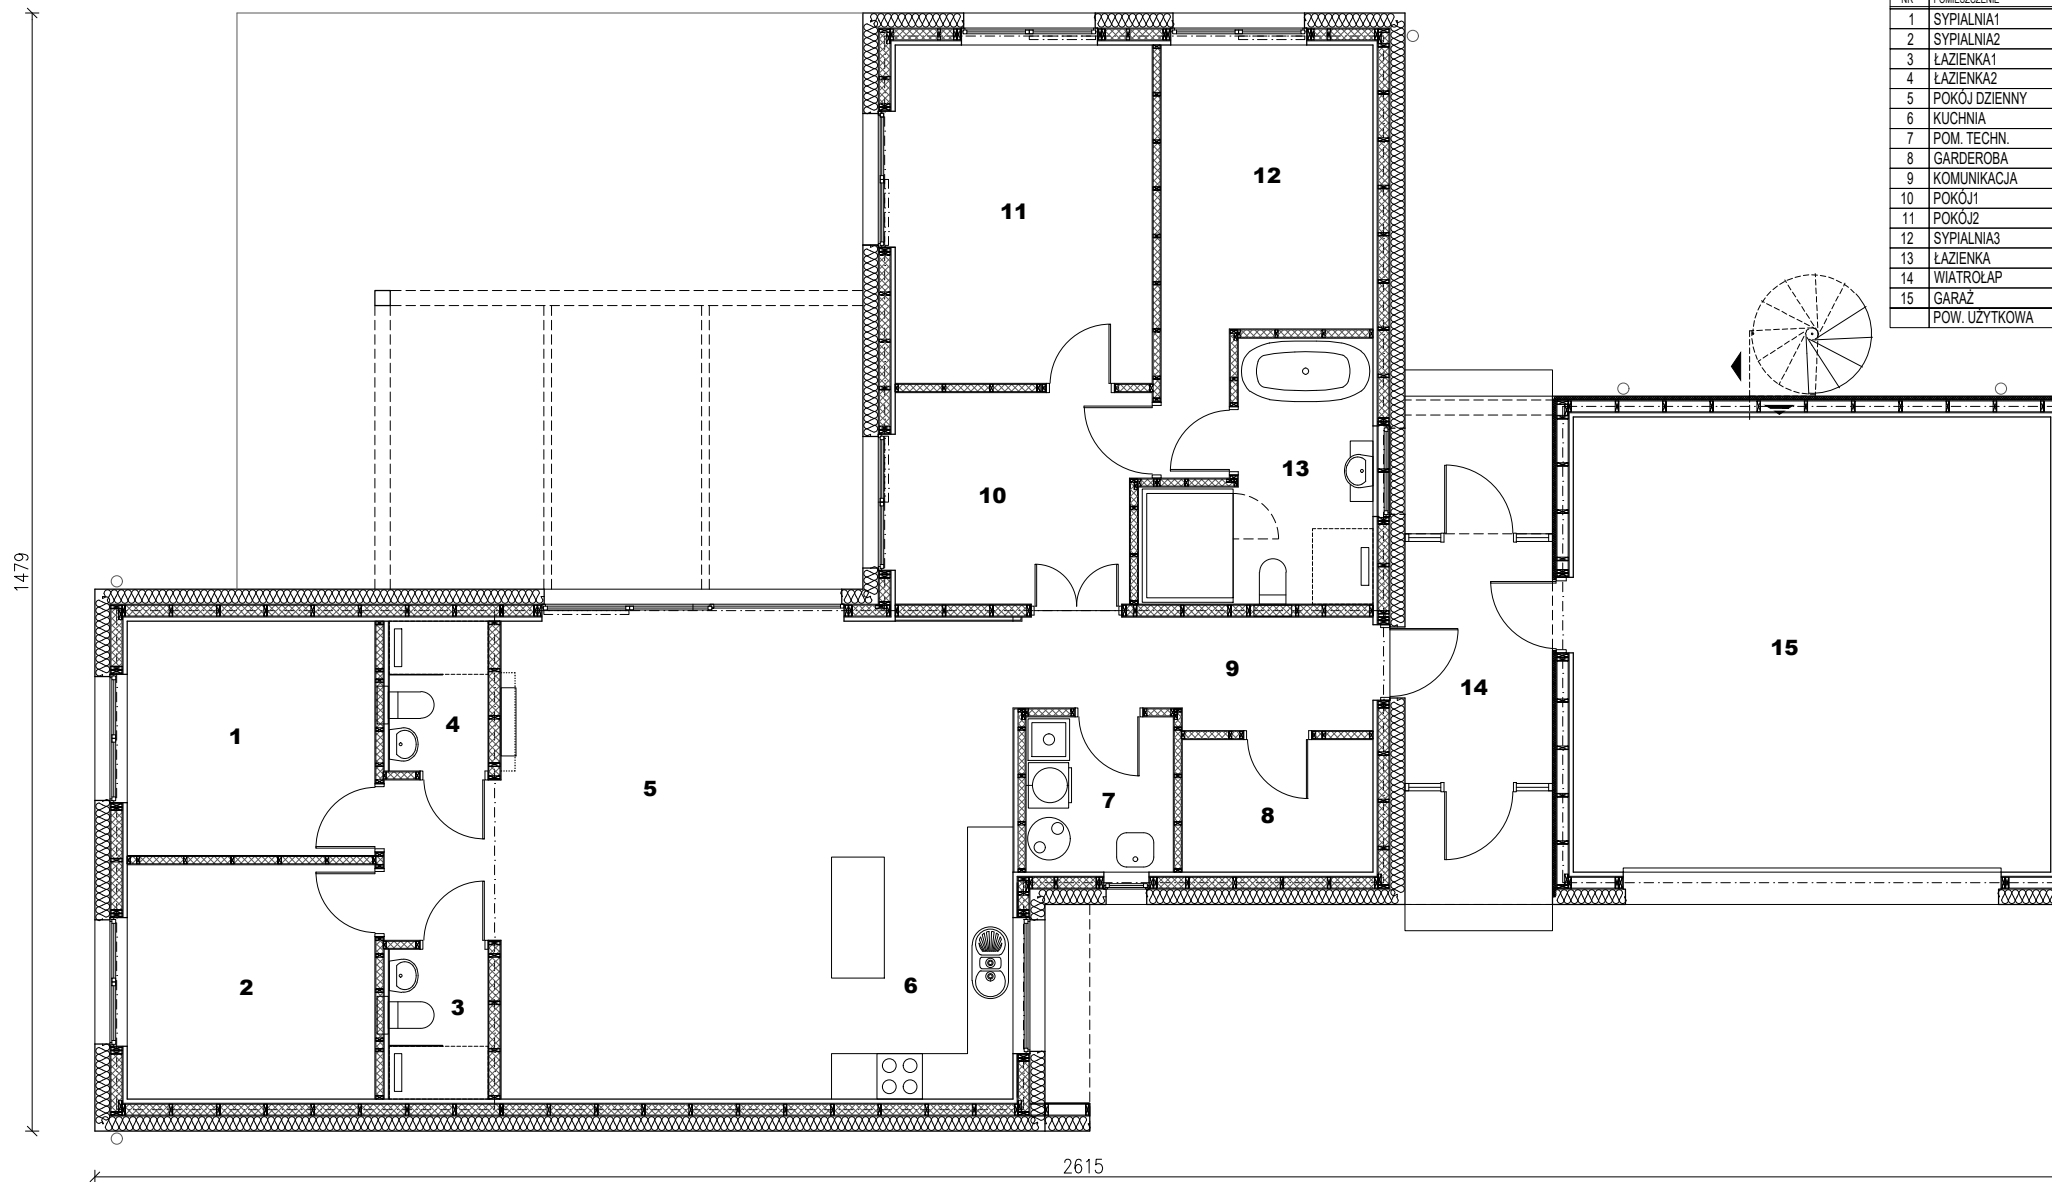 NR POMIESZCZENIE
1 SYPIALNIA1
2 SYPIALNIA2
3 ŁAZIENKA1
4 ŁAZIENKA2
5 POKÓJ DZIENNY
6 KUCHNIA
7 POM. TECHN.
8 GARDEROBA
9 KOMUNIKACJA
10 POKÓJ1
11 POKÓJ2
12 SYPIALNIA3
13 ŁAZIENKA
14 WIATROŁAP
15 GARAŻ
POW. UŻYTKOWA
12
11
13
10
1479
15
9
14
4
1
5
7
8
6
2
3
2615